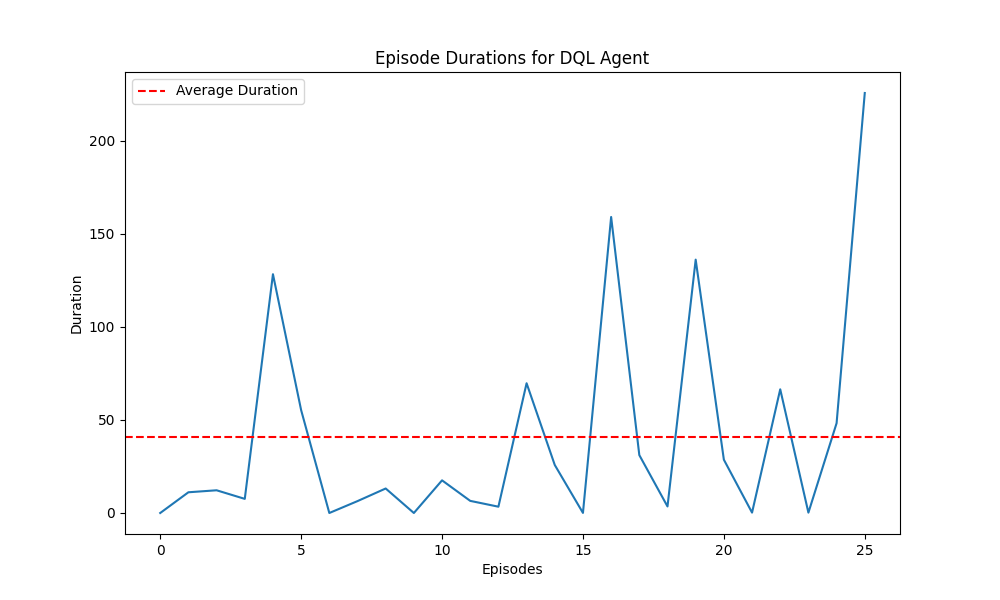 Episode Durations for DQL Agent
Average Duration
200
150
100
50
0
Duration
0 5 10 15 20 25
Episodes